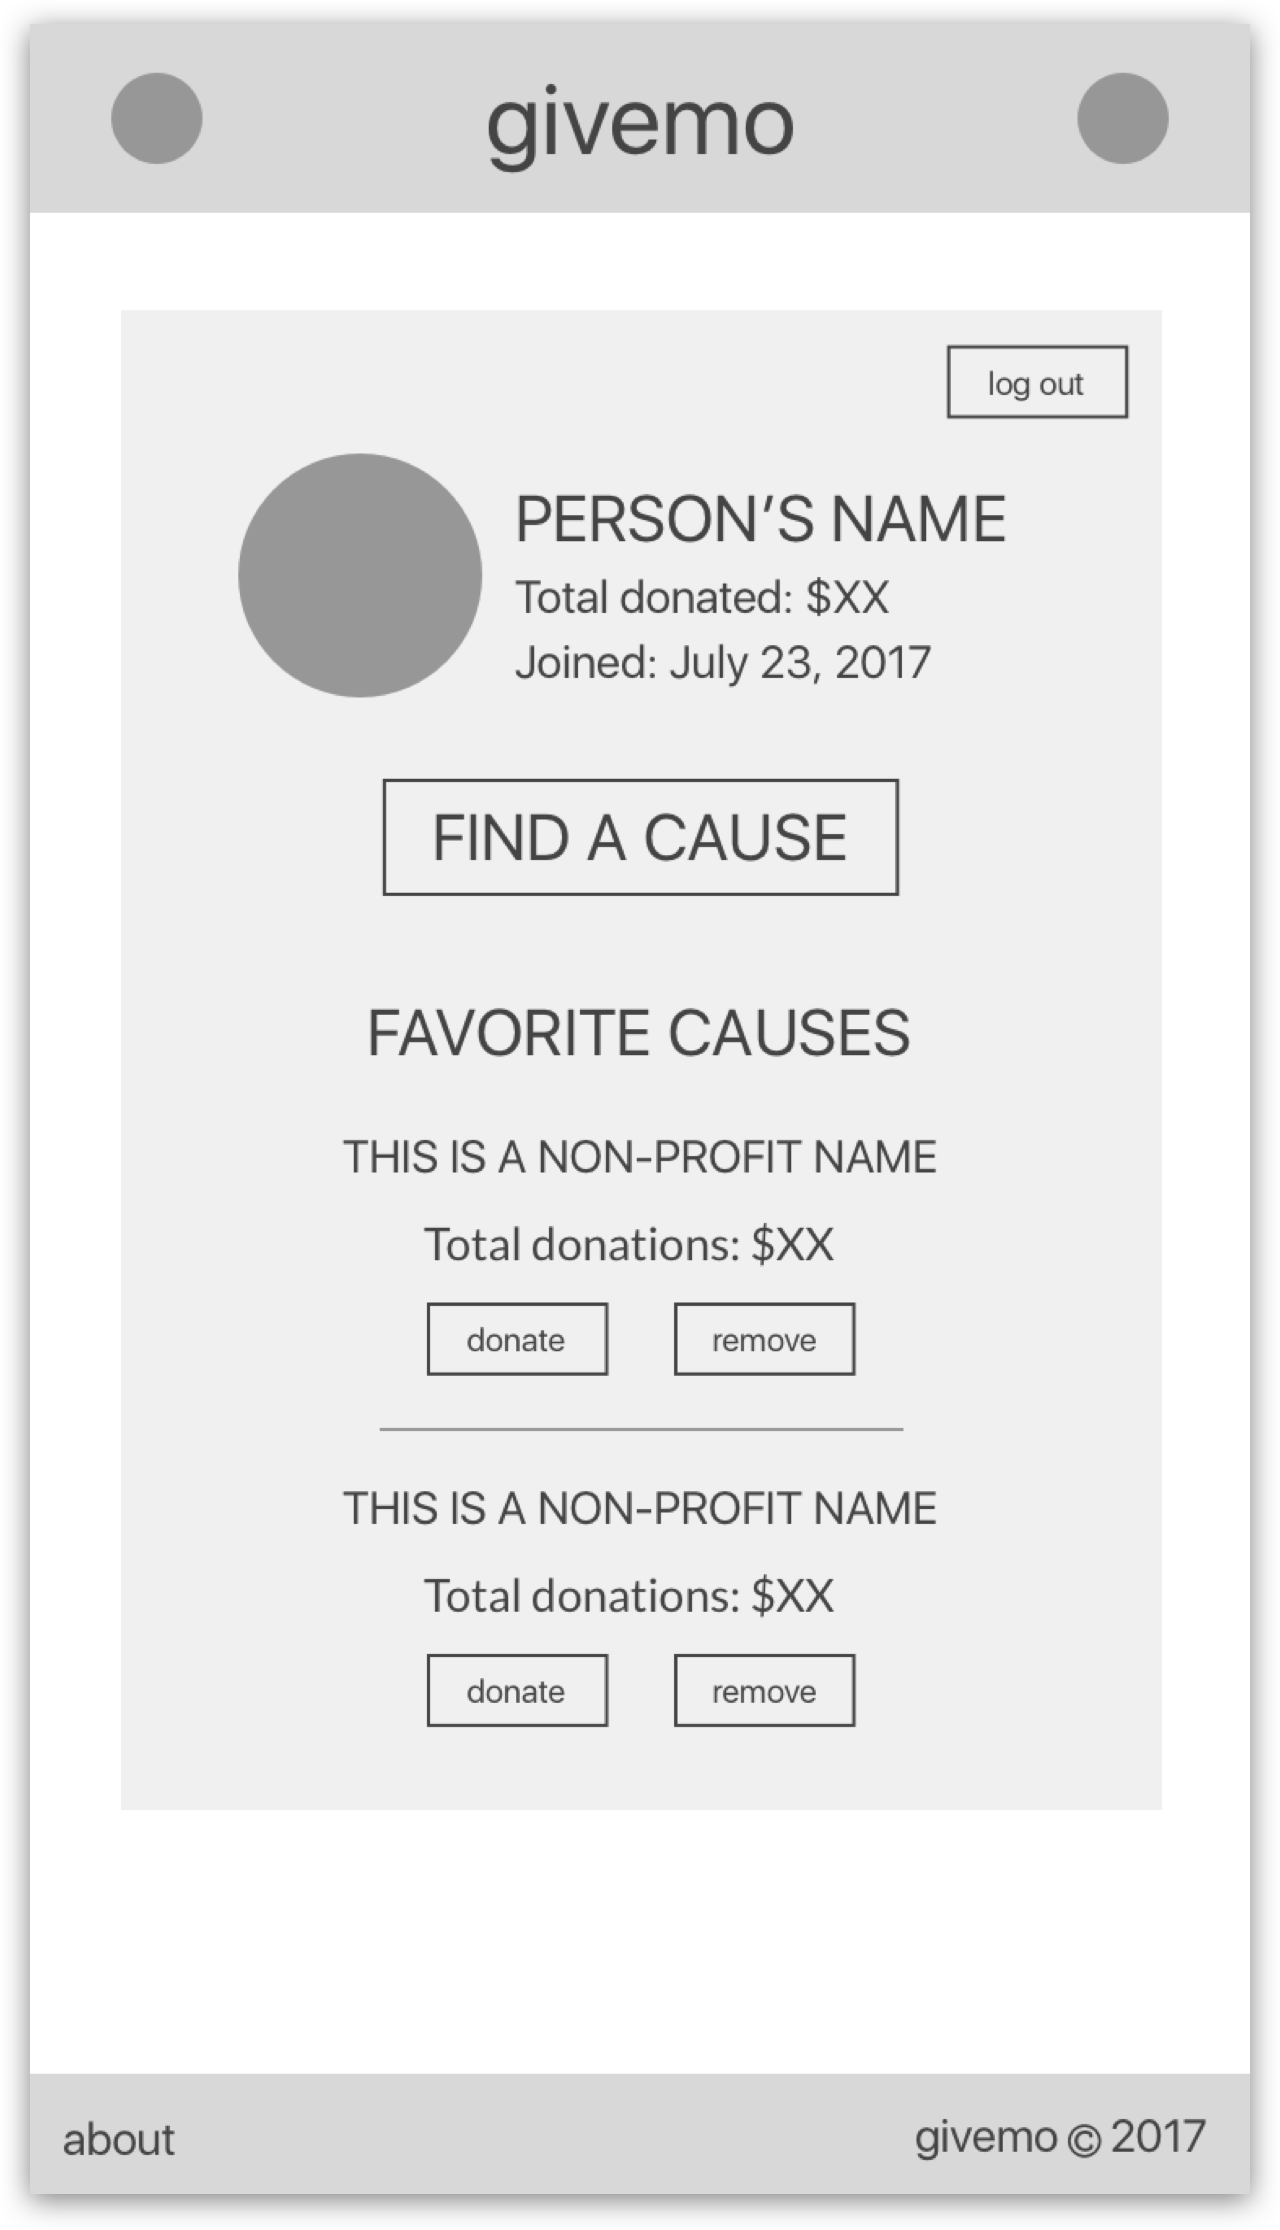 givemo
log out
PERSON’S NAME
Total donated: $XX
Joined: July 23, 2017
FIND A CAUSE
FAVORITE CAUSES
THIS IS A NON-PROFIT NAME
Total donations: $XX
donate remove
THIS IS A NON-PROFIT NAME
Total donations: $XX
donate remove
about givemo © 2017